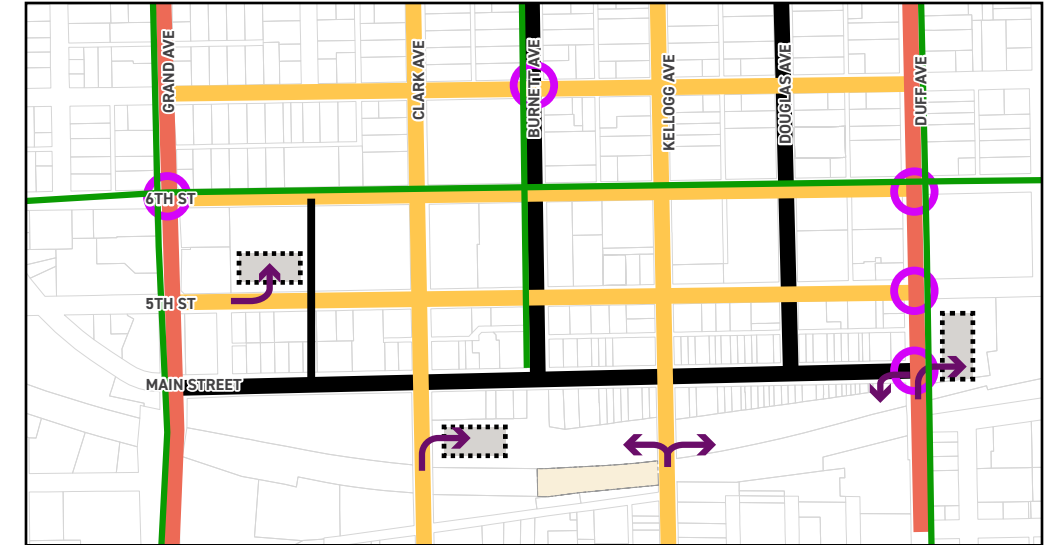 GRAND AVE
CLARK AVE
BURNETT AVE
KELLOGG AVE
DOUGLAS AVE
DUFF AVE
6TH ST
5TH ST
MAIN STREET